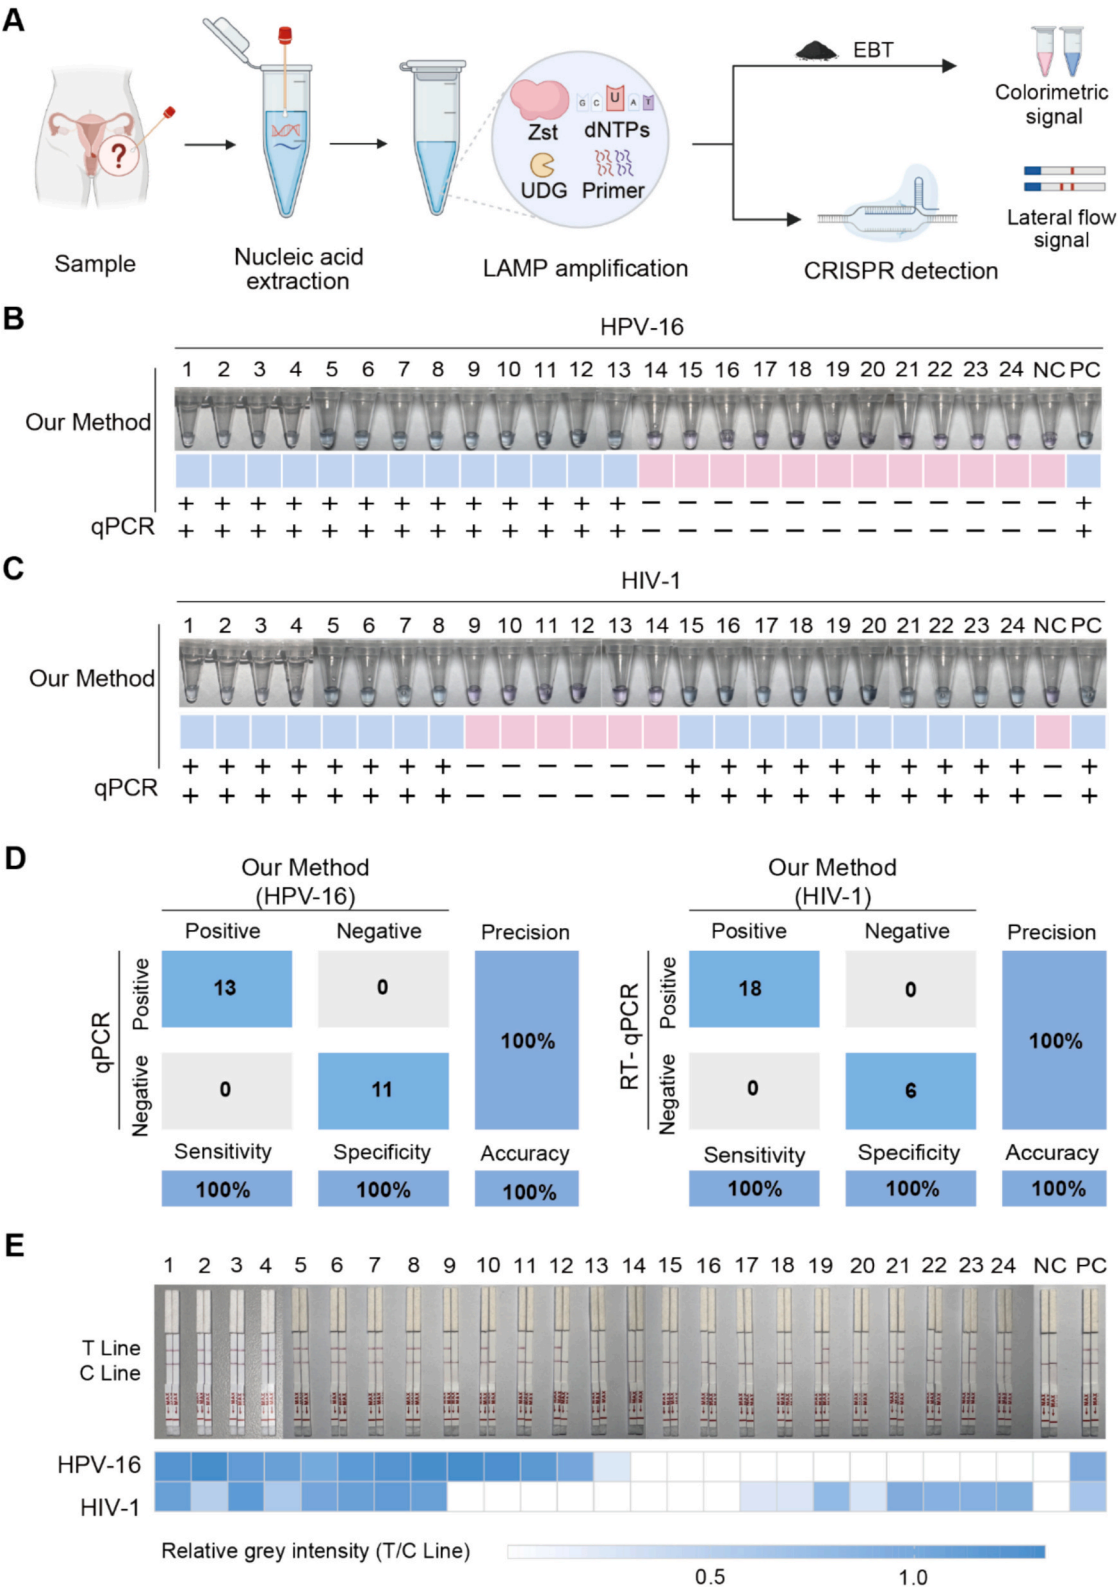 A
EBT
Colorimetric
signal
?
G C U A T
Zst dNTPs
UDG Primer
Lateral flow
signal
Sample
Nucleic acid
extraction
LAMP amplification
CRISPR detection
B
HPV-16
1 2 3 4 5 6 7 8 9 10 11 12 13 14 15 16 17 18 19 20 21 22 23 24 NC PC
Our Method
+ + + + + + + + + + + + + − − − − − − − − − − − − +
qPCR + + + + + + + + + + + + + − − − − − − − − − − − − +
C
HIV-1
1 2 3 4 5 6 7 8 9 10 11 12 13 14 15 16 17 18 19 20 21 22 23 24 NC PC
Our Method
+ + + + + + + + − − − − − − + + + + + + + + + + − +
qPCR + + + + + + + + − − − − − − + + + + + + + + + + − +
D
Our Method
(HPV-16)
Positive Negative Precision
qPCR
Positive
13 0
100%
Negative
0 11
Sensitivity Specificity Accuracy
100% 100% 100%
Our Method
(HIV-1)
Positive Negative Precision
RT- qPCR
Positive
18 0
100%
Negative
0 6
Sensitivity Specificity Accuracy
100% 100% 100%
E
1 2 3 4 5 6 7 8 9 10 11 12 13 14 15 16 17 18 19 20 21 22 23 24 NC PC
T Line
C Line
HPV-16
HIV-1
Relative grey intensity (T/C Line)
0.5 1.0